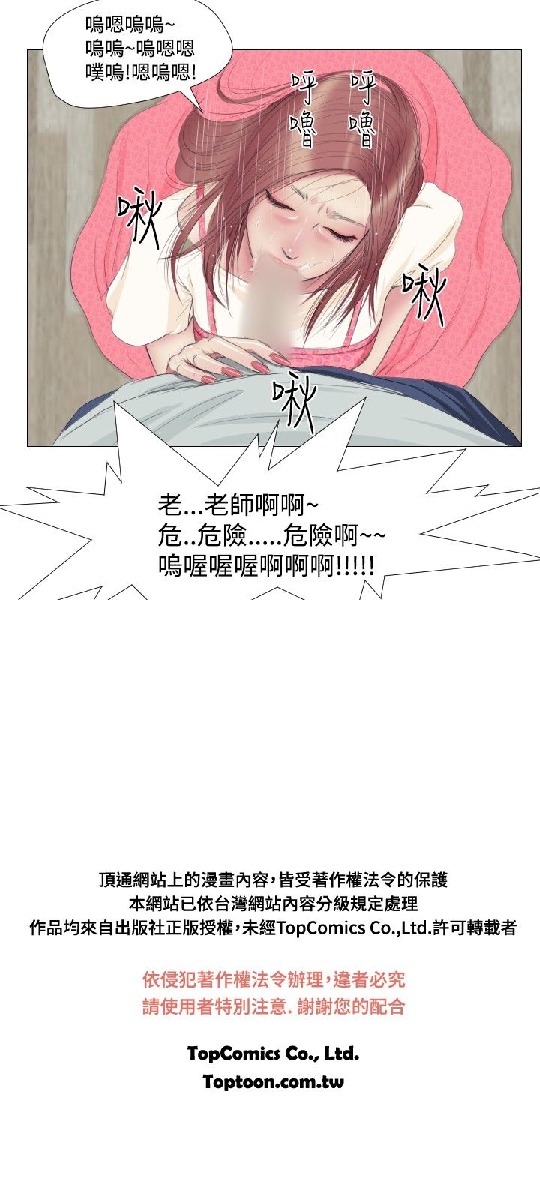 嗚嗯嗚嗚~
嗚嗚~嗚嗯嗯
噗嗚!嗯嗚嗯!
呼嚕
呼嚕
啾
啾
啾
老...老師啊啊~
危..危險.....危險啊~~
嗚喔喔喔啊啊啊!!!!!
頂通網站上的漫畫內容,皆受著作權法令的保護
本網站已依台灣網站內容分級規定處理
作品均來自出版社正版授權,未經TopComics Co.,Ltd.許可轉載者
依侵犯著作權法令辦理,違者必究
請使用者特別注意. 謝謝您的配合
TopComics Co., Ltd.
Toptoon.com.tw